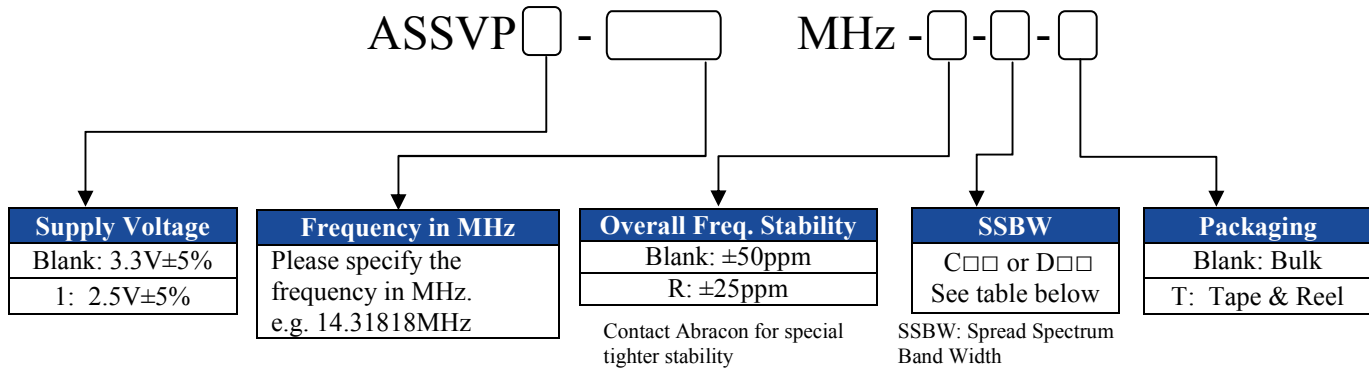 ASSVP□ - □ MHz -□-□-□
Supply Voltage
Blank: 3.3V±5%
1: 2.5V±5%
Frequency in MHz
Please specify the
frequency in MHz.
e.g. 14.31818MHz
Overall Freq. Stability
Blank: ±50ppm
R: ±25ppm
Contact Abracon for special
tighter stability
SSBW
C□□ or D□□
See table below
SSBW: Spread Spectrum
Band Width
Packaging
Blank: Bulk
T: Tape & Reel